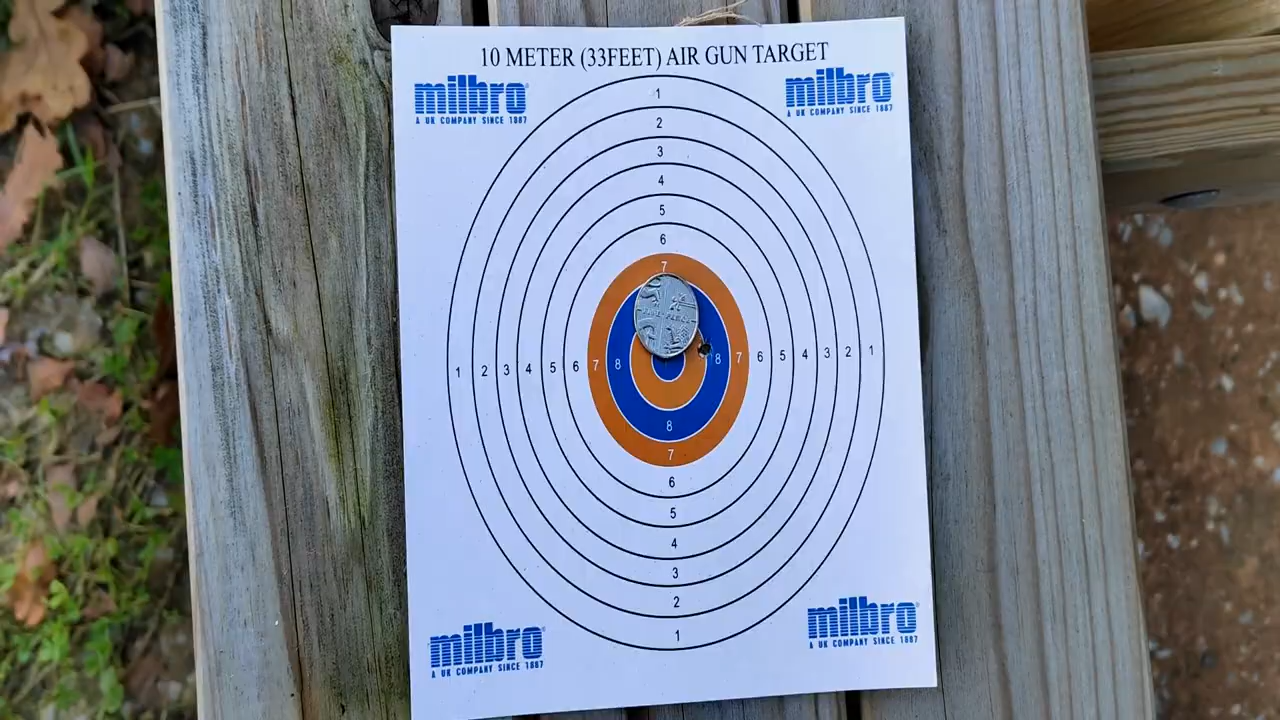 10 METER (33FEET) AIR GUN TARGET
milbro
A UK COMPANY SINCE 1887
milbro
A UK COMPANY SINCE 1887
1
2
3
4
5
6
7
1 2 3 4 5 6 7 8 8 7 6 5 4 3 2 1
8
7
6
5
4
3
2
1
milbro
A UK COMPANY SINCE 1887
milbro
A UK COMPANY SINCE 1887